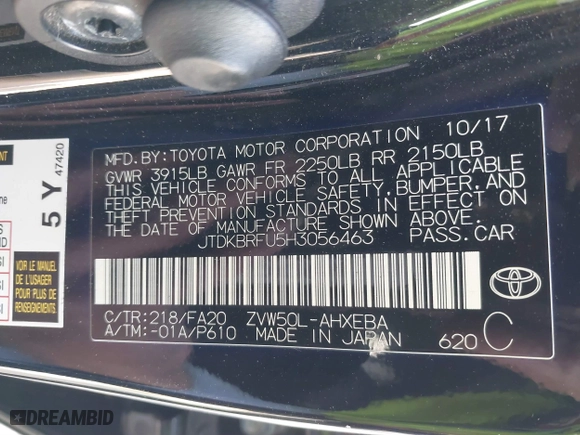 MFD.BY:TOYOTA MOTOR CORPORATION 10/17
GVWR 3915LB GAWR FR 2250LB RR 2150LB
THIS VEHICLE CONFORMS TO ALL APPLICABLE
FEDERAL MOTOR VEHICLE SAFETY, BUMPER, AND
THEFT PREVENTION STANDARDS IN EFFECT ON
THE DATE OF MANUFACTURE SHOWN ABOVE.
JTDKBRFU5H3056463 PASS.CAR
C/TR:218/FA20 ZVW50L-AHXEBA
A/TM:-01A/P610 MADE IN JAPAN 620 C
5 Y 47420
VOIR LE
MANUEL DE
L'USAGER
POUR PLUS DE
DREAMBID